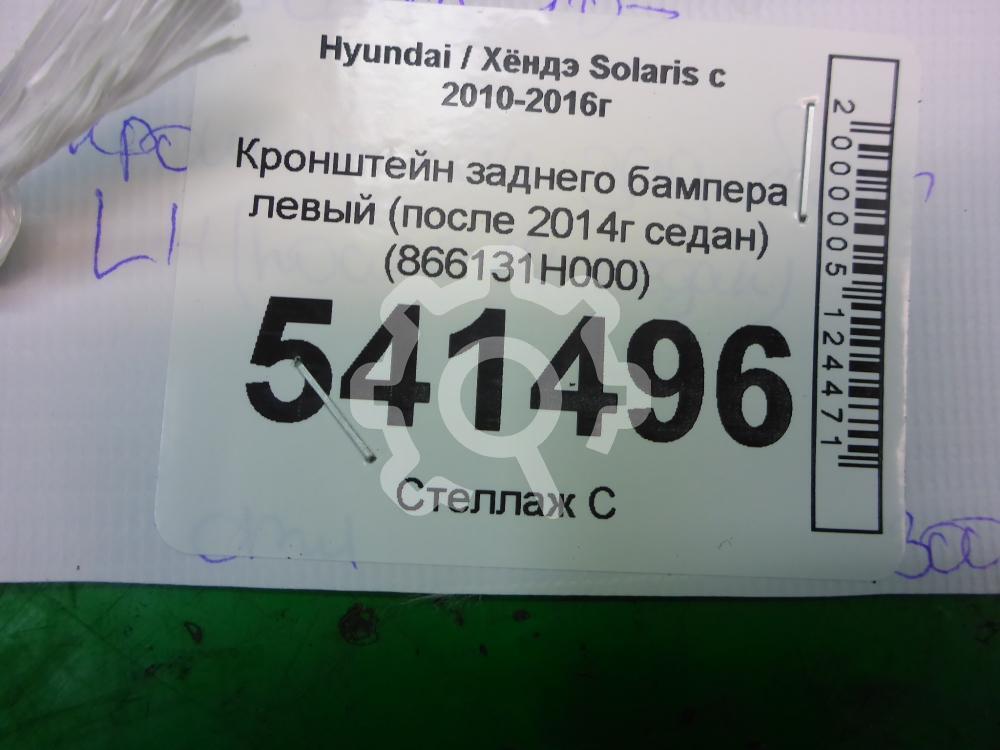 Hyundai / Хёндэ Solaris с
2010-2016г
Кронштейн заднего бампера
левый (после 2014г седан)
(866131H000)
541496
Стеллаж С
2000005124471